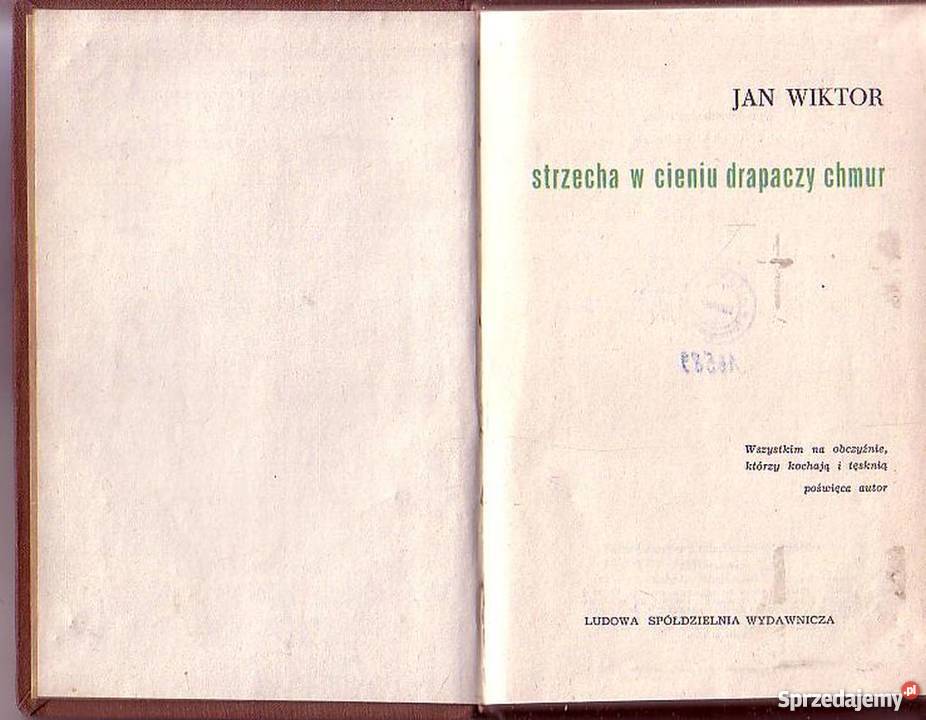 JAN WIKTOR
strzecha w cieniu drapaczy chmur
Wszystkim na obczyźnie,
którzy kochają i tęsknią
poświęca autor
LUDOWA SPÓŁDZIELNIA WYDAWNICZA
Sprzedajemy.pl